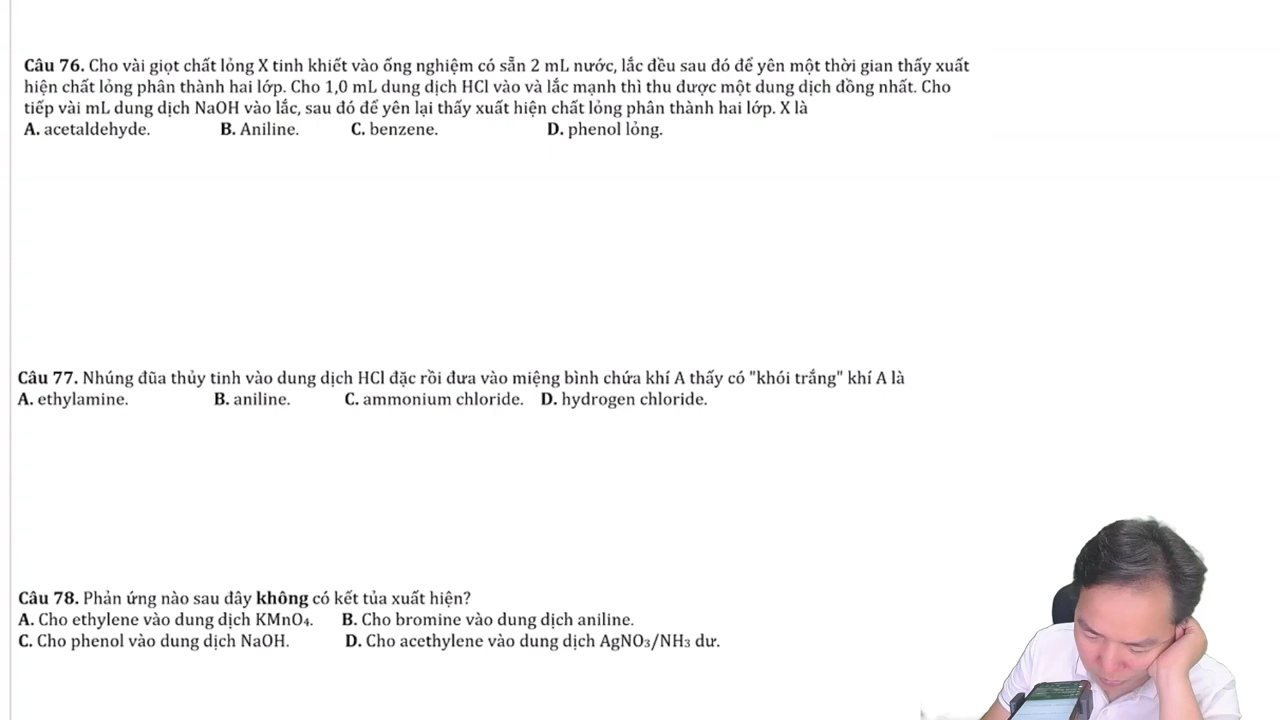 Câu 76. Cho vài giọt chất lỏng X tinh khiết vào ống nghiệm có sẵn 2 mL nước, lắc đều sau đó để yên một thời gian thấy xuất
hiện chất lỏng phân thành hai lớp. Cho 1,0 mL dung dịch HCl vào và lắc mạnh thì thu được một dung dịch đồng nhất. Cho
tiếp vài mL dung dịch NaOH vào lắc, sau đó để yên lại thấy xuất hiện chất lỏng phân thành hai lớp. X là
A. acetaldehyde. B. Aniline. C. benzene. D. phenol lỏng.
Câu 77. Nhúng đũa thủy tinh vào dung dịch HCl đặc rồi đưa vào miệng bình chứa khí A thấy có "khói trắng" khí A là
A. ethylamine. B. aniline. C. ammonium chloride. D. hydrogen chloride.
Câu 78. Phản ứng nào sau đây không có kết tủa xuất hiện?
A. Cho ethylene vào dung dịch KMnO₄. B. Cho bromine vào dung dịch aniline.
C. Cho phenol vào dung dịch NaOH. D. Cho acethylene vào dung dịch AgNO₃/NH₃ dư.